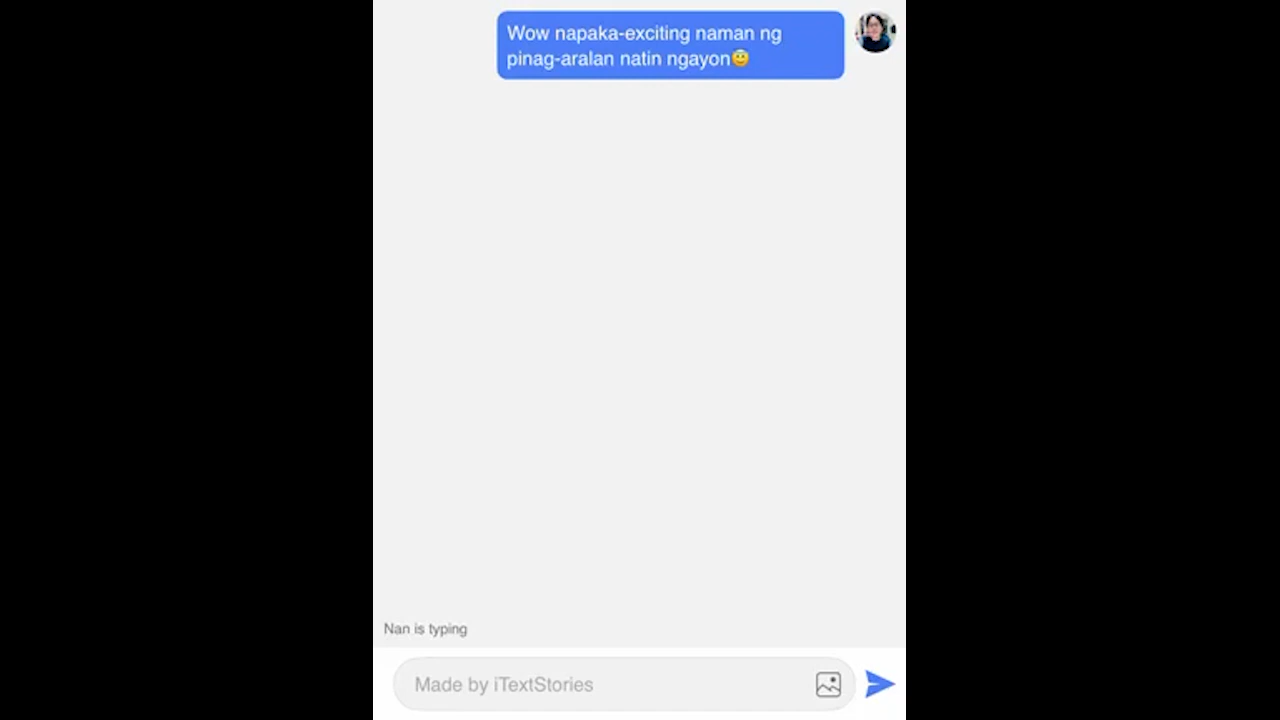 Wow napaka-exciting naman ng
pinag-aralan natin ngayon😇
Nan is typing
Made by iTextStories